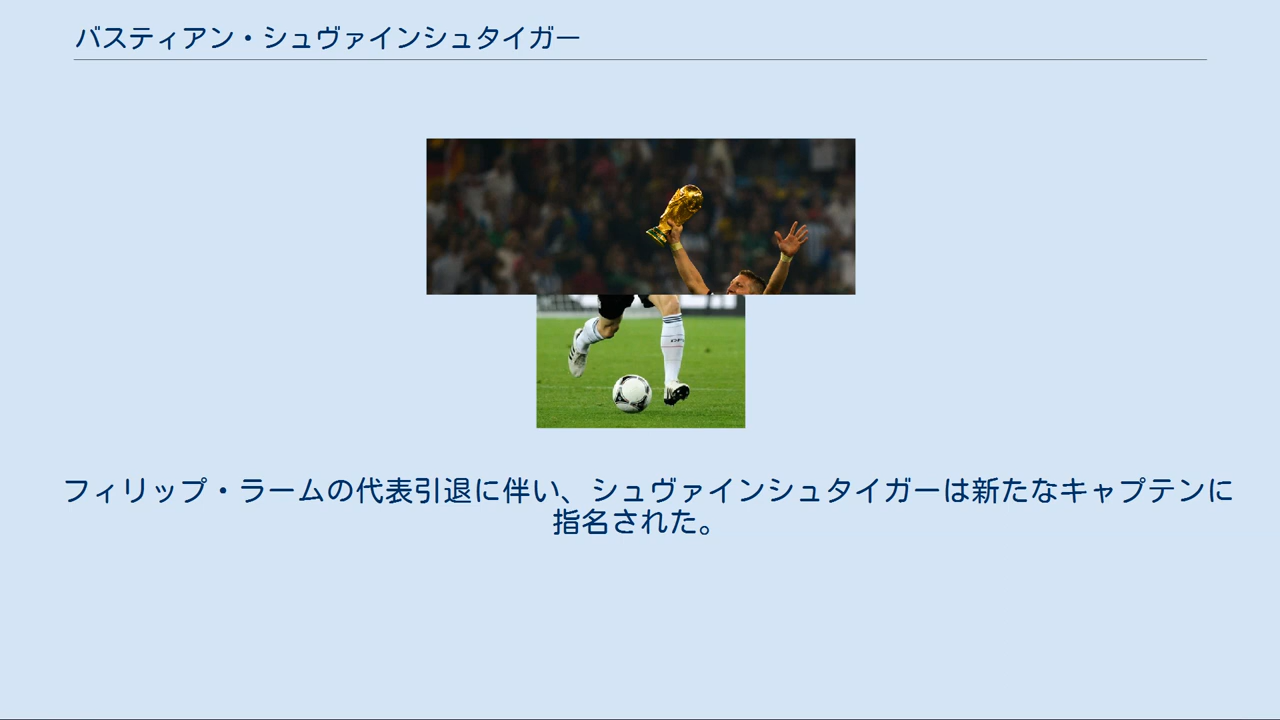 バスティアン・シュヴァインシュタイガー
フィリップ・ラームの代表引退に伴い、シュヴァインシュタイガーは新たなキャプテンに
指名された。